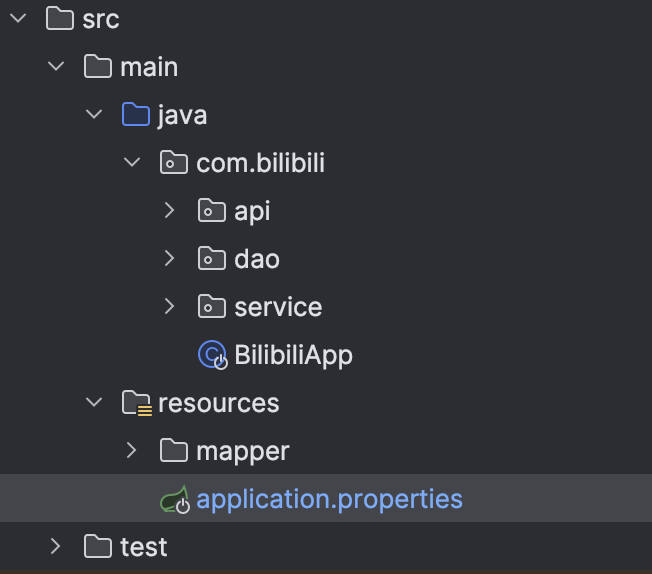 src
main
java
com.bilibili
api
dao
service
BilibiliApp
resources
mapper
application.properties
test